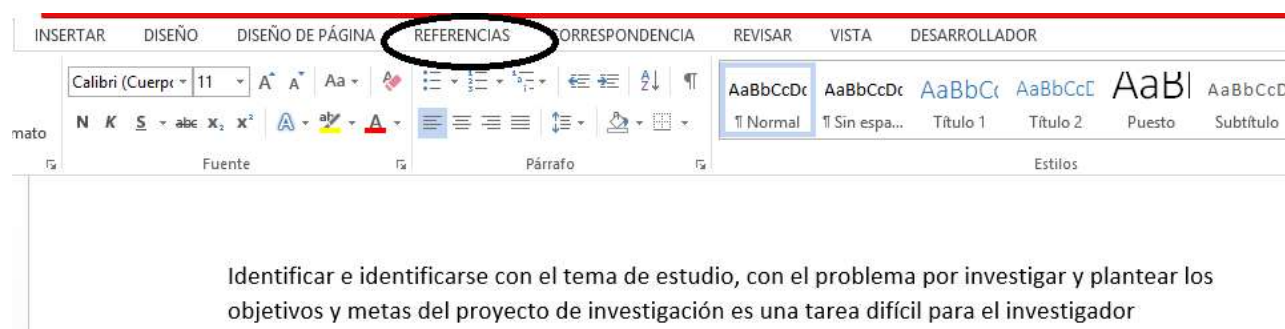 INSERTAR DISEÑO DISEÑO DE PÁGINA REFERENCIAS CORRESPONDENCIA REVISAR VISTA DESARROLLADOR
Calibri (Cuerpo 11 A A Aa AaBbCcDc AaBbCcDc AaBbCc AaBbCcD AaB AaBbCcD
mato N K S abc X₂ X² A aby A ¶ Normal ¶ Sin espa... Título 1 Título 2 Puesto Subtítulo
Fuente Párrafo Estilos
Identificar e identificarse con el tema de estudio, con el problema por investigar y plantear los
objetivos y metas del proyecto de investigación es una tarea difícil para el investigador